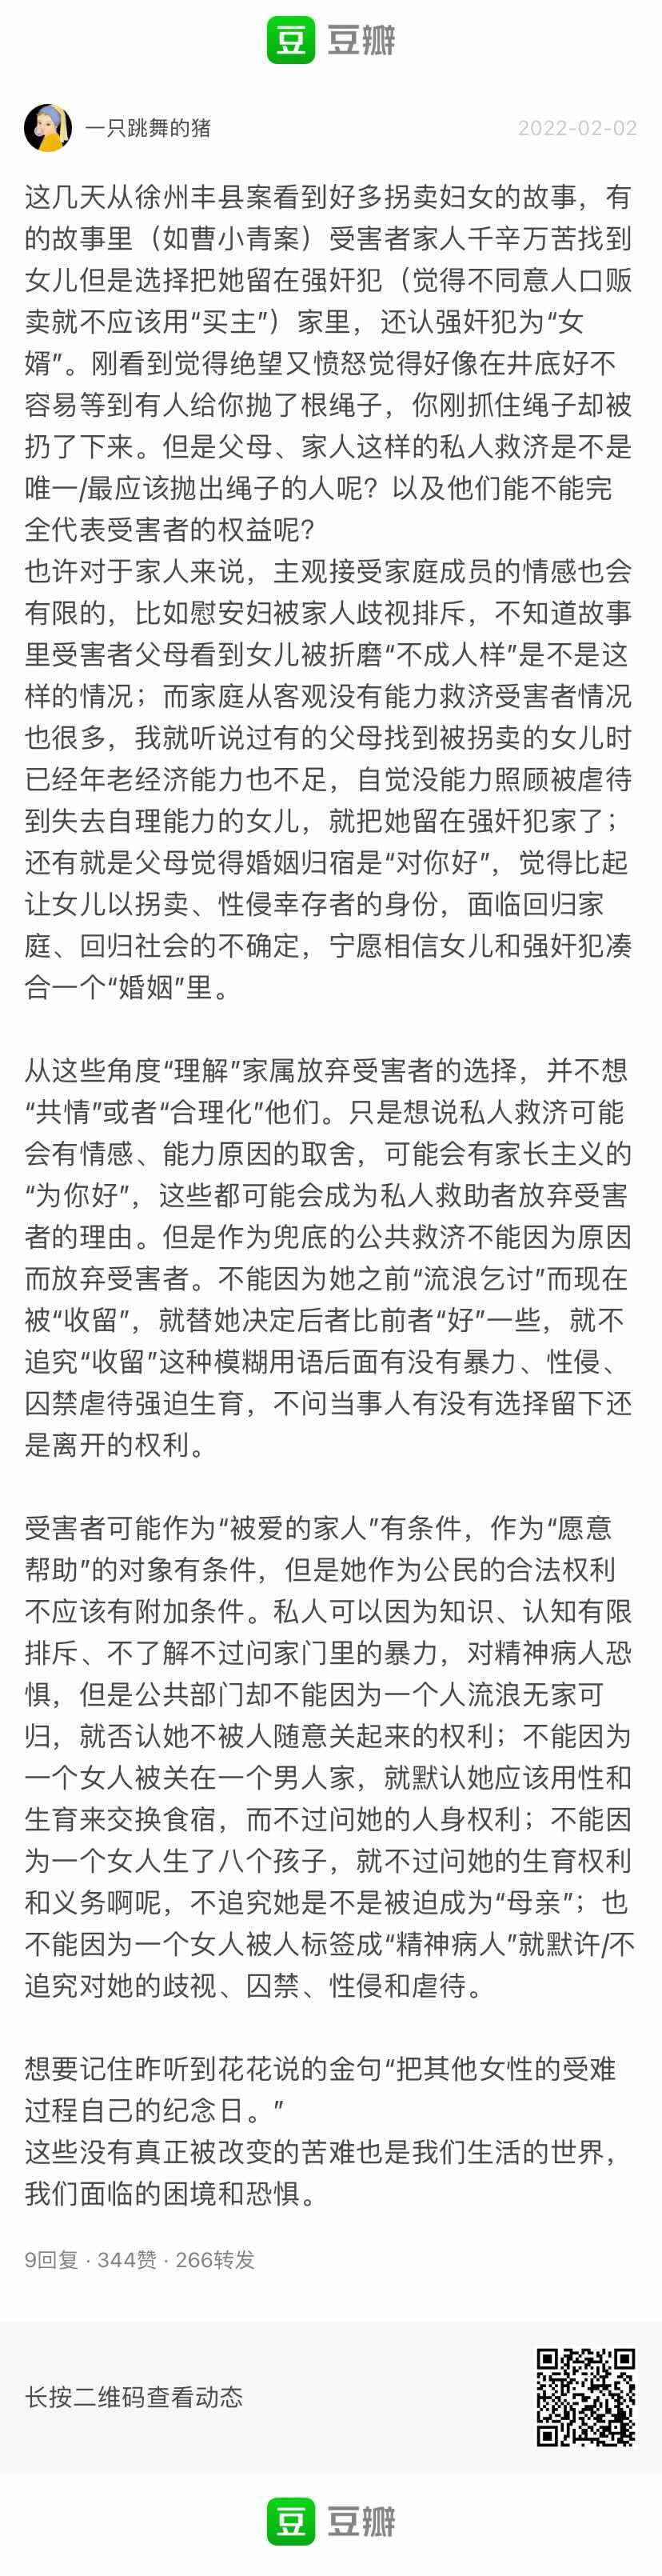 豆 豆瓣
一只跳舞的猪
2022-02-02
这几天从徐州丰县案看到好多拐卖妇女的故事，有
的故事里（如曹小青案）受害者家人千辛万苦找到
女儿但是选择把她留在强奸犯（觉得不同意人口贩
卖就不应该用“买主”）家里，还认强奸犯为“女
婿”。刚看到觉得绝望又愤怒觉得好像在井底好不
容易等到有人给你抛了根绳子，你刚抓住绳子却被
扔了下来。但是父母、家人这样的私人救济是不是
唯一/最应该抛出绳子的人呢？以及他们能不能完
全代表受害者的权益呢？
也许对于家人来说，主观接受家庭成员的情感也会
有限的，比如慰安妇被家人歧视排斥，不知道故事
里受害者父母看到女儿被折磨“不成人样”是不是这
样的情况；而家庭从客观没有能力救济受害者情况
也很多，我就听说过有的父母找到被拐卖的女儿时
已经年老经济能力也不足，自觉没能力照顾被虐待
到失去自理能力的女儿，就把她留在强奸犯家了；
还有就是父母觉得婚姻归宿是“对你好”，觉得比起
让女儿以拐卖、性侵幸存者的身份，面临回归家
庭、回归社会的不确定，宁愿相信女儿和强奸犯凑
合一个“婚姻”里。
从这些角度“理解”家属放弃受害者的选择，并不想
“共情”或者“合理化”他们。只是想说私人救济可能
会有情感、能力原因的取舍，可能会有家长主义的
“为你好”，这些都可能会成为私人救助者放弃受害
者的理由。但是作为兜底的公共救济不能因为原因
而放弃受害者。不能因为她之前“流浪乞讨”而现在
被“收留”，就替她决定后者比前者“好”一些，就不
追究“收留”这种模糊用语后面有没有暴力、性侵、
囚禁虐待强迫生育，不问当事人有没有选择留下还
是离开的权利。
受害者可能作为“被爱的家人”有条件，作为“愿意
帮助”的对象有条件，但是她作为公民的合法权利
不应该有附加条件。私人可以因为知识、认知有限
排斥、不了解不过问家门里的暴力，对精神病人恐
惧，但是公共部门却不能因为一个人流浪无家可
归，就否认她不被人随意关起来的权利；不能因为
一个女人被关在一个男人家，就默认她应该用性和
生育来交换食宿，而不过问她的人身权利；不能因
为一个女人生了八个孩子，就不过问她的生育权利
和义务啊呢，不追究她是不是被迫成为“母亲”；也
不能因为一个女人被人标签成“精神病人”就默许/不
追究对她的歧视、囚禁、性侵和虐待。
想要记住昨听到花花说的金句“把其他女性的受难
过程自己的纪念日。”
这些没有真正被改变的苦难也是我们生活的世界，
我们面临的困境和恐惧。
9回复 · 344赞 · 266转发
长按二维码查看动态
豆 豆瓣